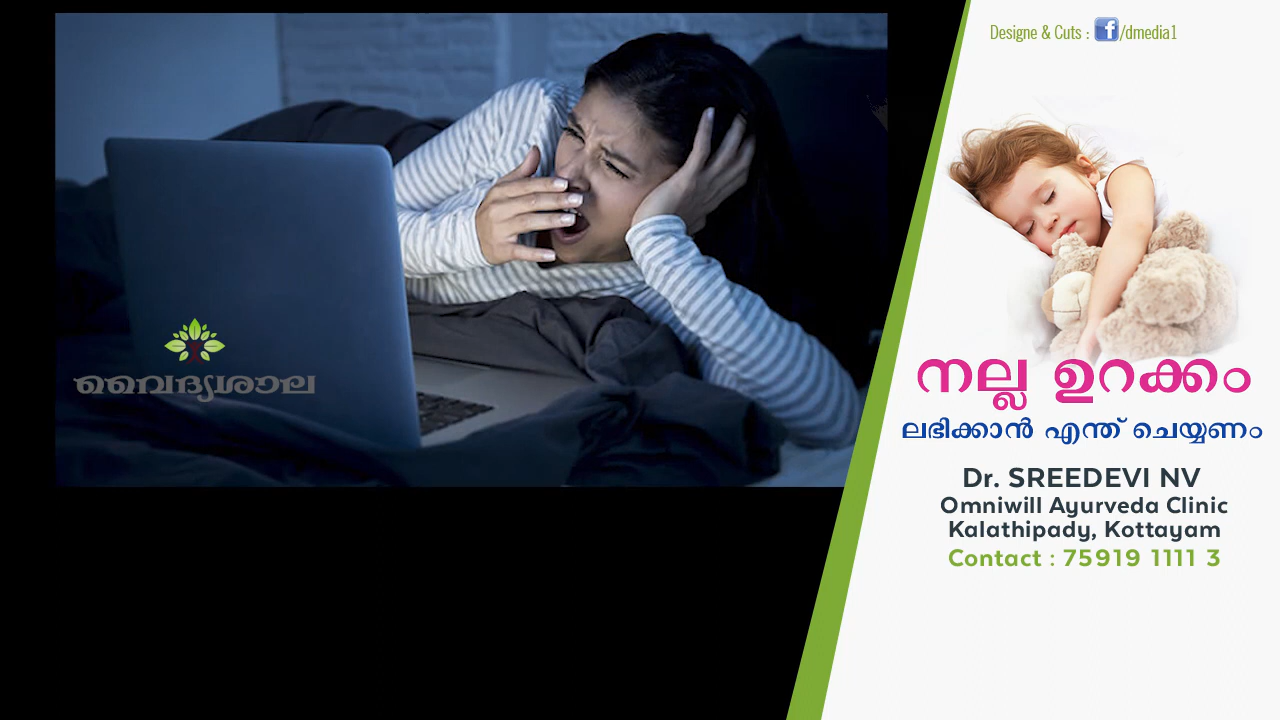 Designe & Cuts : f/dmedia1
വൈദ്യശാല
നല്ല ഉറക്കം
ലഭിക്കാൻ എന്ത് ചെയ്യണം
Dr. SREEDEVI NV
Omniwill Ayurveda Clinic
Kalathipady, Kottayam
Contact : 75919 1111 3